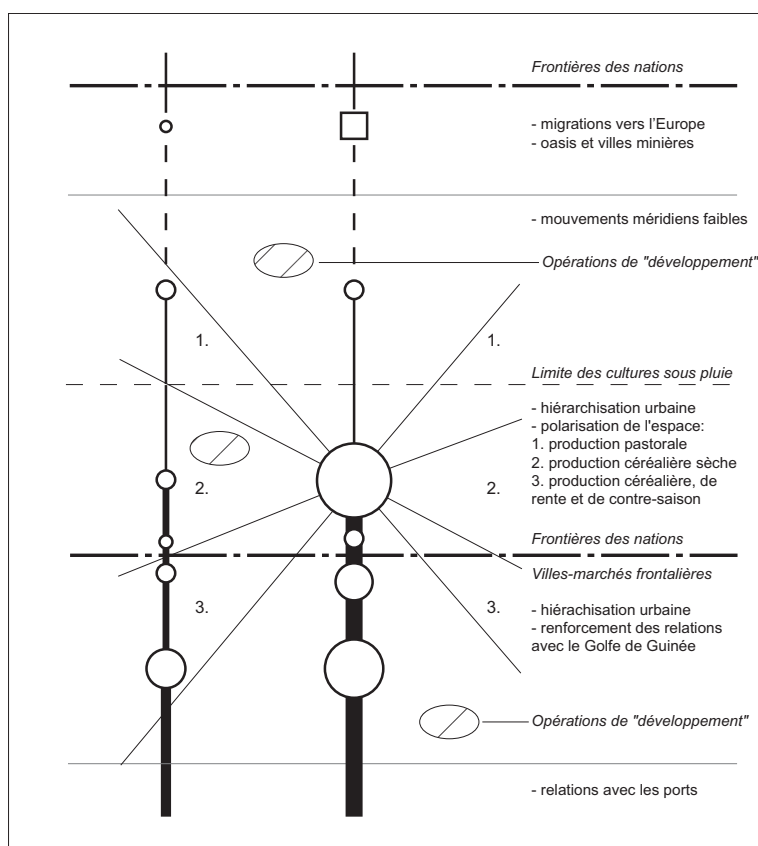 Frontières des nations
- migrations vers l'Europe
- oasis et villes minières
- mouvements méridiens faibles
Opérations de "développement"
1.
1.
Limite des cultures sous pluie
- hiérarchisation urbaine
- polarisation de l'espace:
1. production pastorale
2. production céréalière sèche
3. production céréalière, de
rente et de contre-saison
2.
2.
Frontières des nations
Villes-marchés frontalières
3.
3.
- hiérachisation urbaine
- renforcement des relations
avec le Golfe de Guinée
Opérations de "développement"
- relations avec les ports